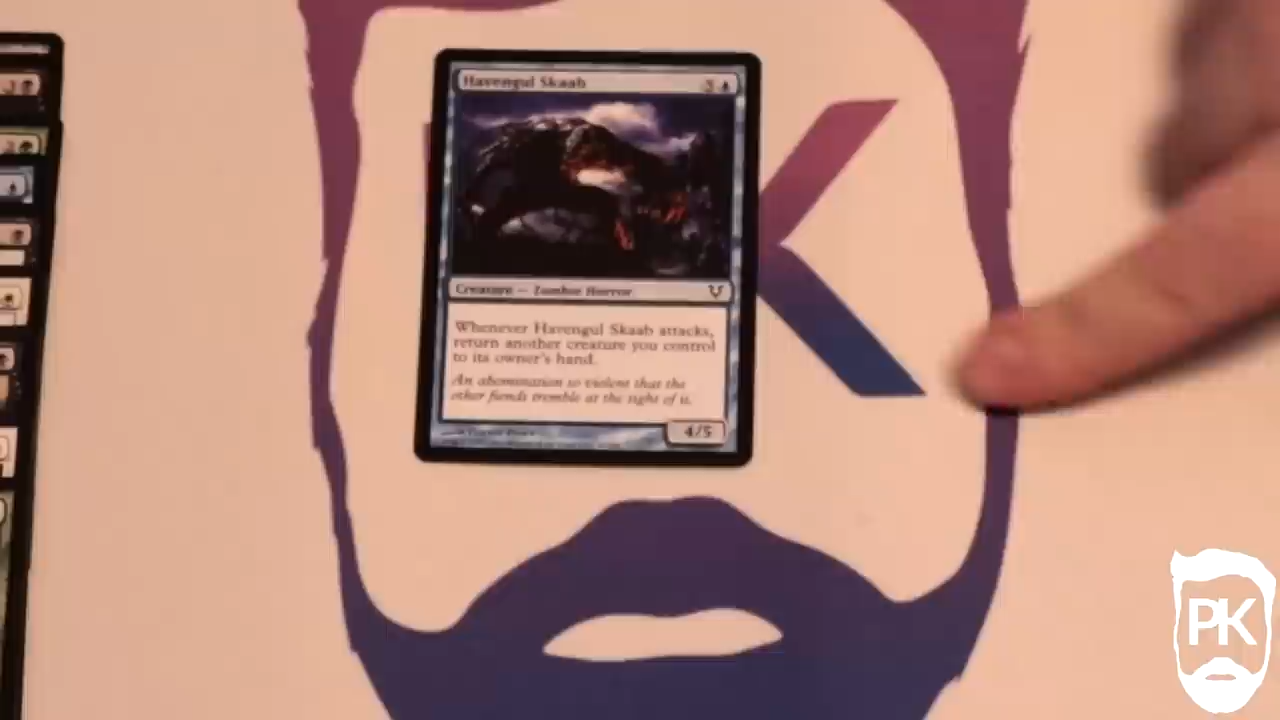 Havengul Skaab
Creature — Zombie Horror
Whenever Havengul Skaab attacks,
return another creature you control
to its owner's hand.
An abomination so violent that the
other fiends tremble at the sight of it.
4/5
K
PK